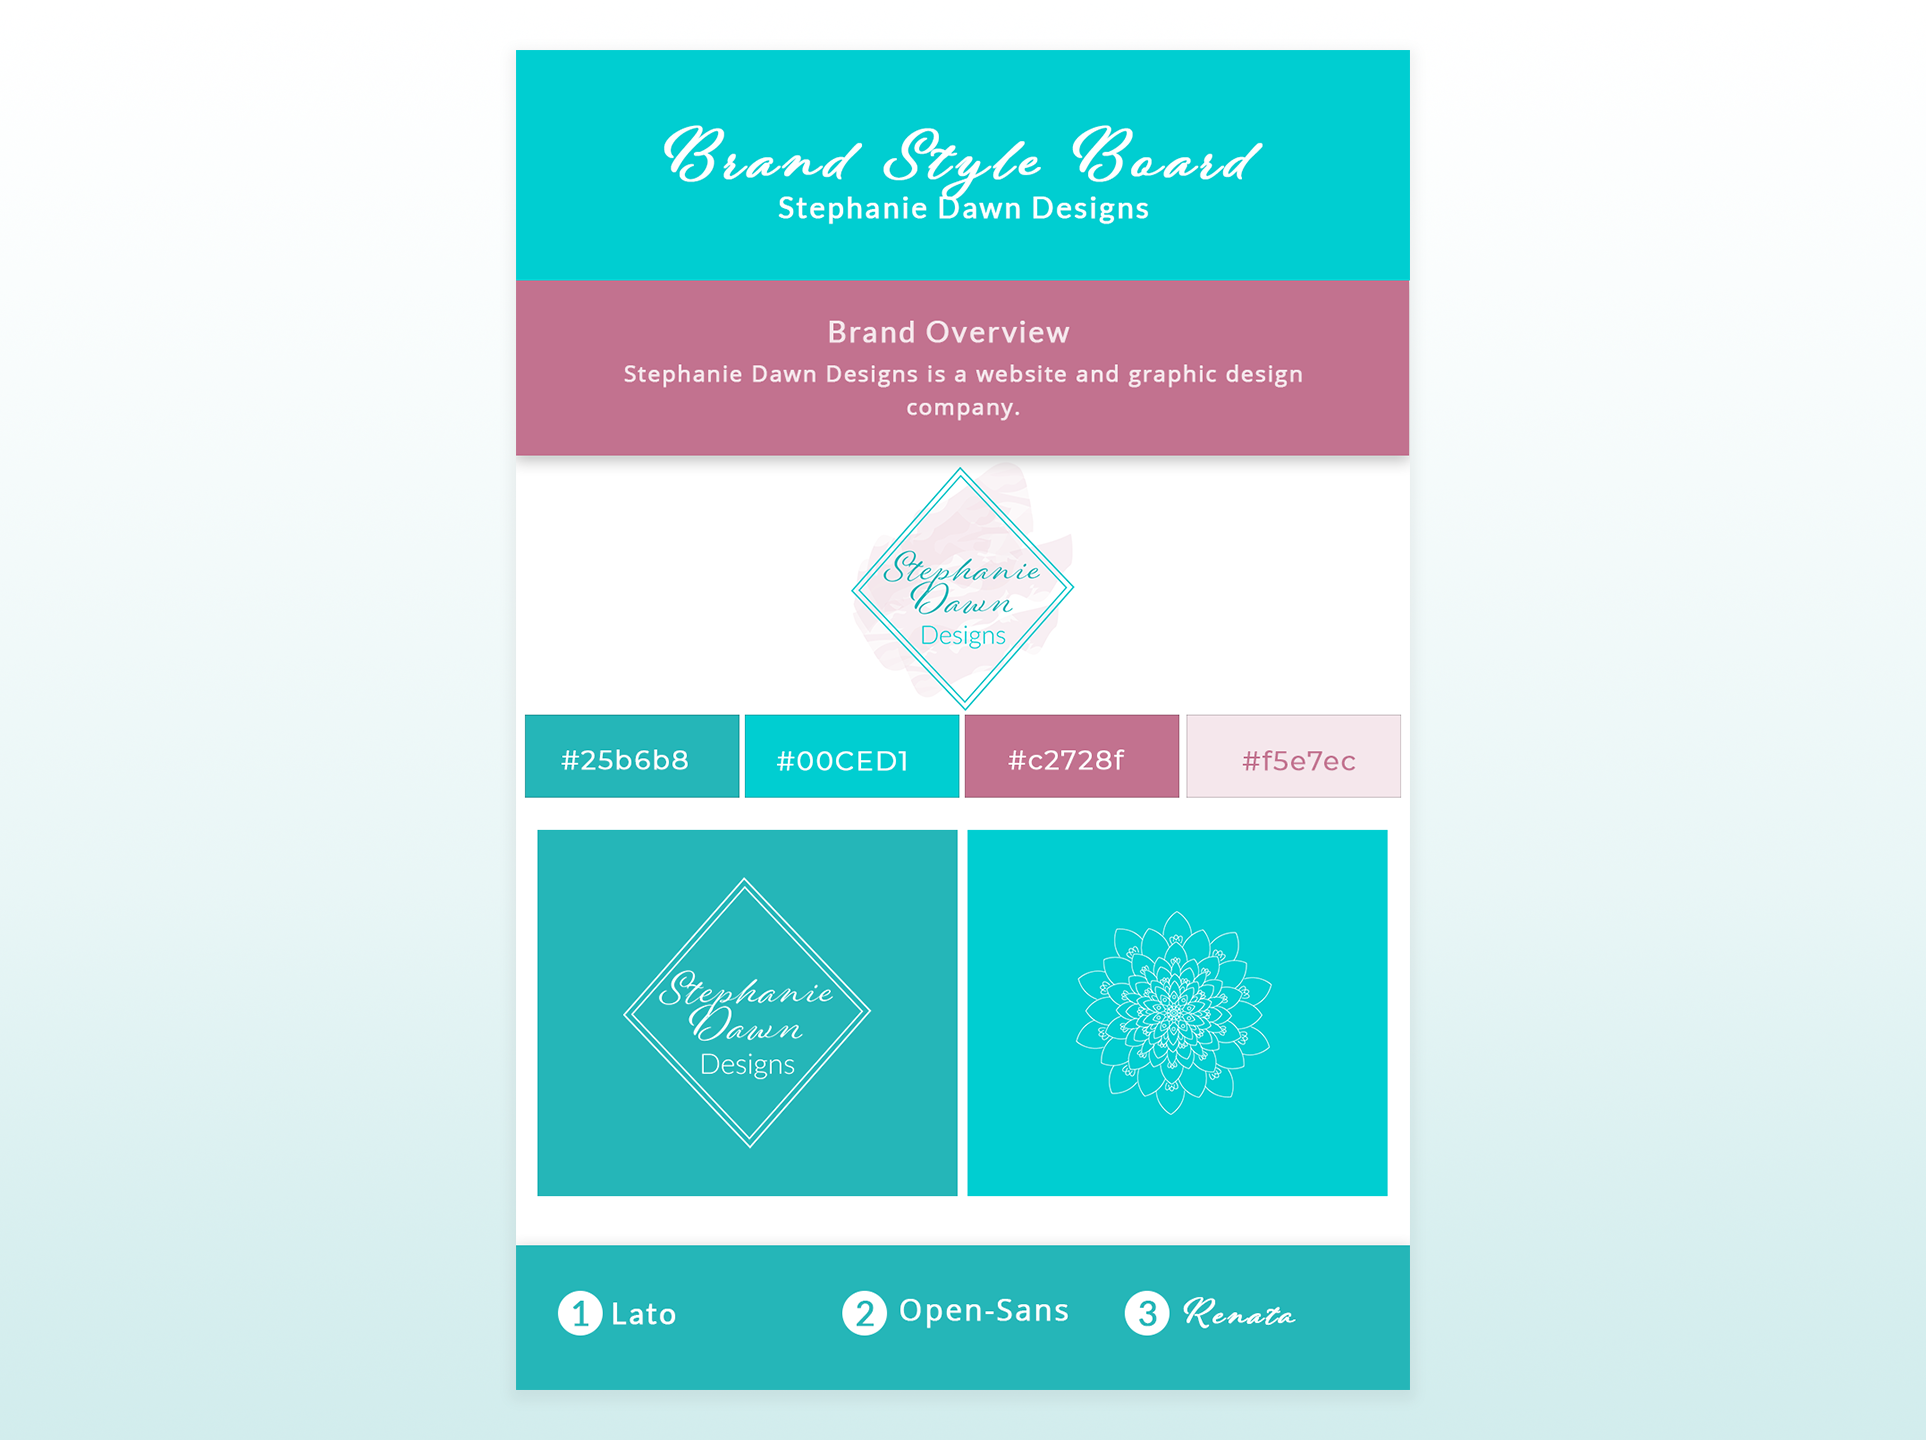 Brand Style Board
Stephanie Dawn Designs
Brand Overview
Stephanie Dawn Designs is a website and graphic design
company.
Stephanie
Dawn
Designs
#25b6b8
#00CED1
#c2728f
#f5e7ec
Stephanie
Dawn
Designs
1 Lato
2 Open-Sans
3 Renata